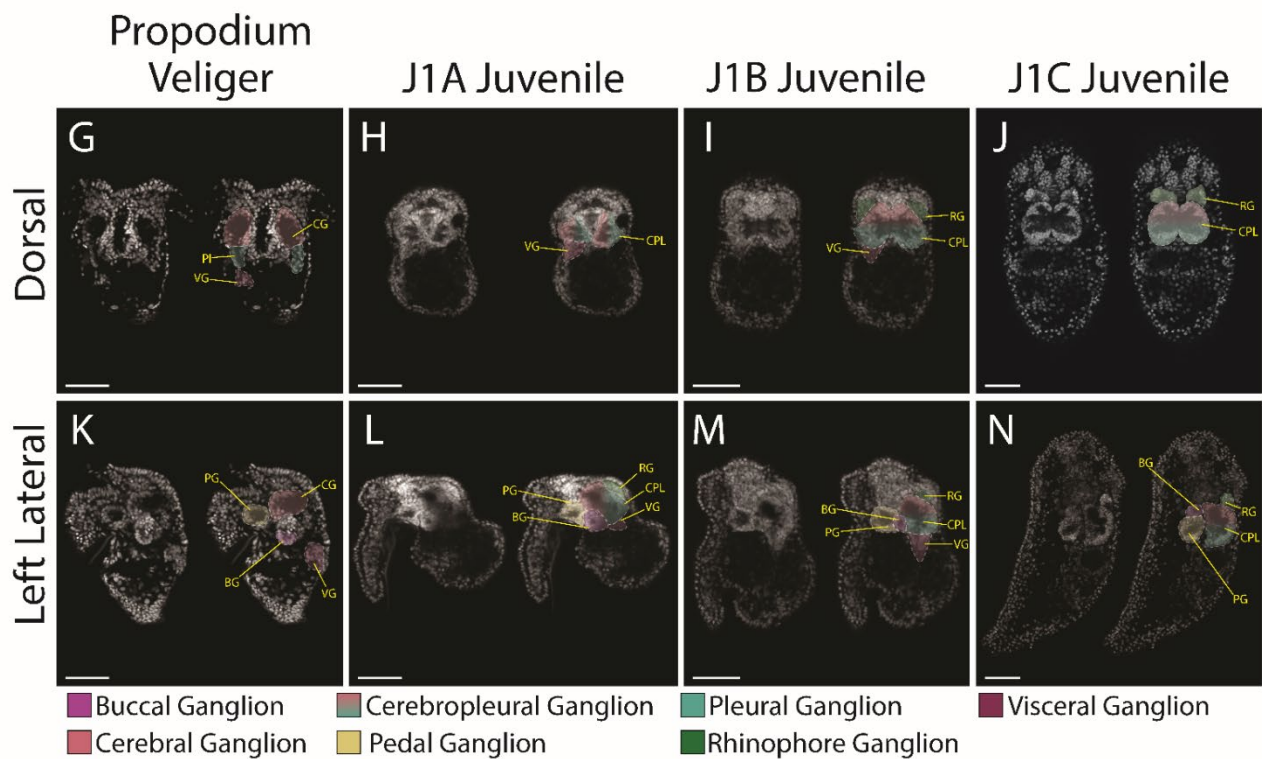 Propodium
Veliger
J1A Juvenile
J1B Juvenile
J1C Juvenile
Dorsal
G
CG
Pl
VG
H
VG
CPL
I
RG
VG
CPL
J
RG
CPL
Left Lateral
K
PG
CG
BG
VG
L
RG
PG
CPL
BG
VG
M
RG
BG
CPL
PG
VG
N
BG
RG
CPL
PG
Buccal Ganglion
Cerebropleural Ganglion
Pleural Ganglion
Visceral Ganglion
Cerebral Ganglion
Pedal Ganglion
Rhinophore Ganglion